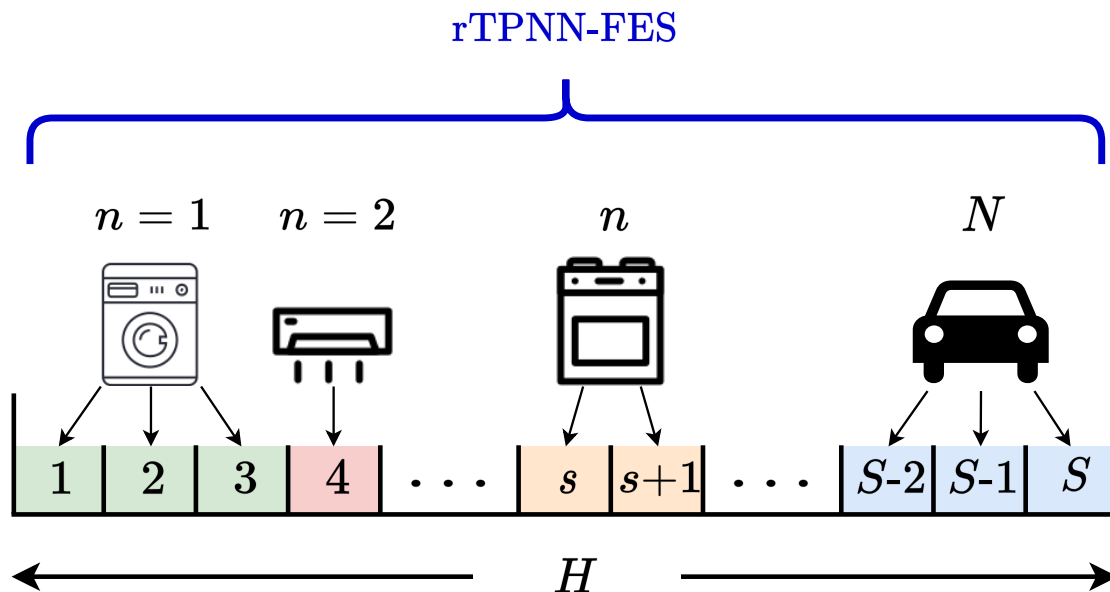 rTPNN-FES
n = 1 n = 2 n N
1 2 3 4 . . . s s+1 . . . S-2 S-1 S
H